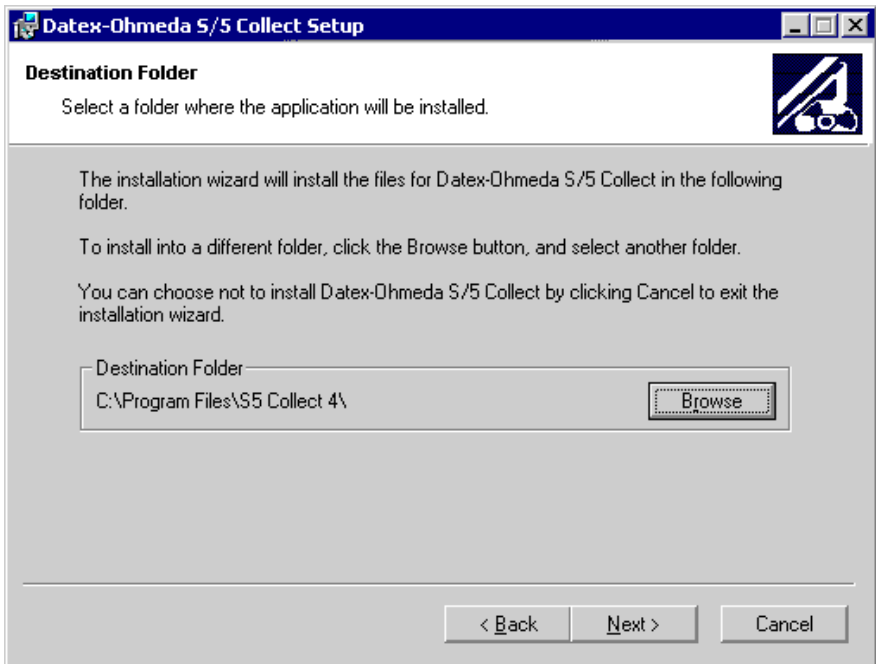 Datex-Ohmeda S/5 Collect Setup
Destination Folder
Select a folder where the application will be installed.
The installation wizard will install the files for Datex-Ohmeda S/5 Collect in the following
folder.
To install into a different folder, click the Browse button, and select another folder.
You can choose not to install Datex-Ohmeda S/5 Collect by clicking Cancel to exit the
installation wizard.
Destination Folder
C:\Program Files\S5 Collect 4\
Browse
< Back
Next >
Cancel